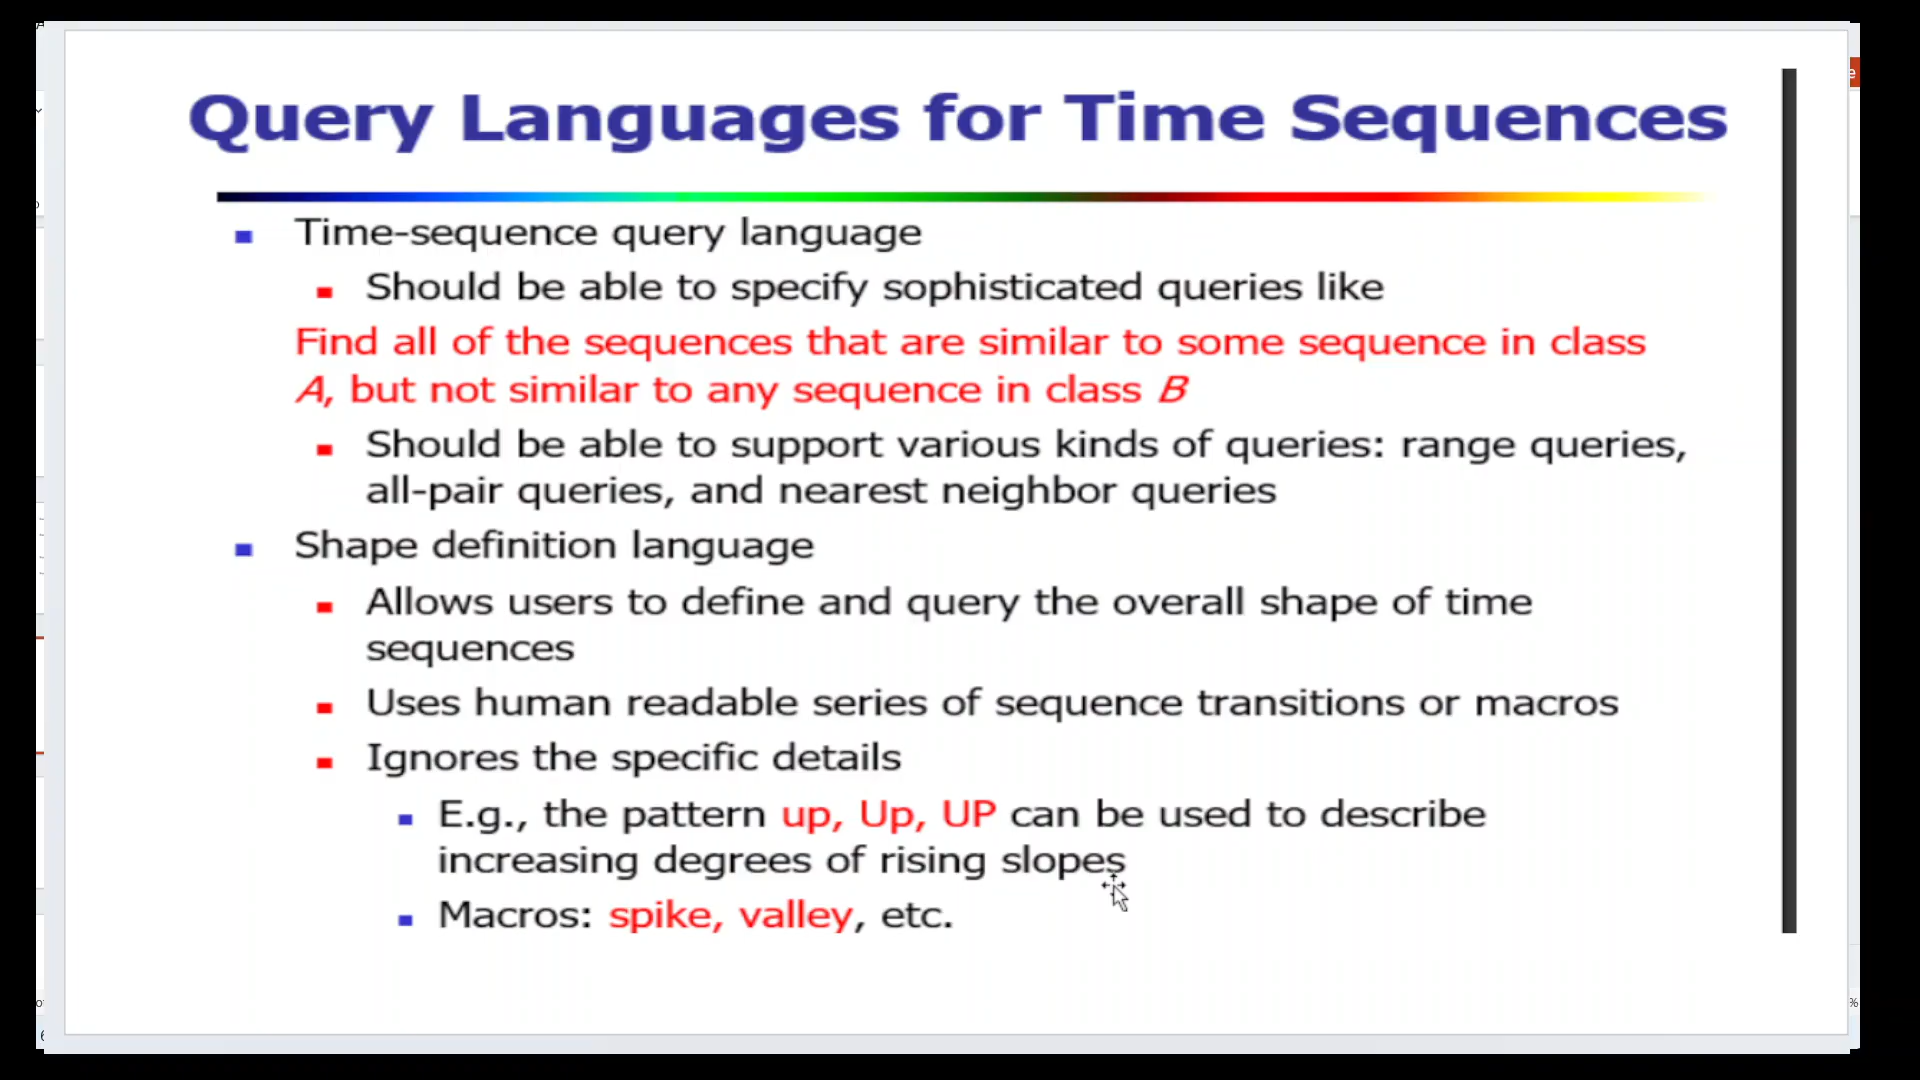 Query Languages for Time Sequences
Time-sequence query language
Should be able to specify sophisticated queries like
Find all of the sequences that are similar to some sequence in class
A, but not similar to any sequence in class B
Should be able to support various kinds of queries: range queries,
all-pair queries, and nearest neighbor queries
Shape definition language
Allows users to define and query the overall shape of time
sequences
Uses human readable series of sequence transitions or macros
Ignores the specific details
E.g., the pattern up, Up, UP can be used to describe
increasing degrees of rising slopes
Macros: spike, valley, etc.